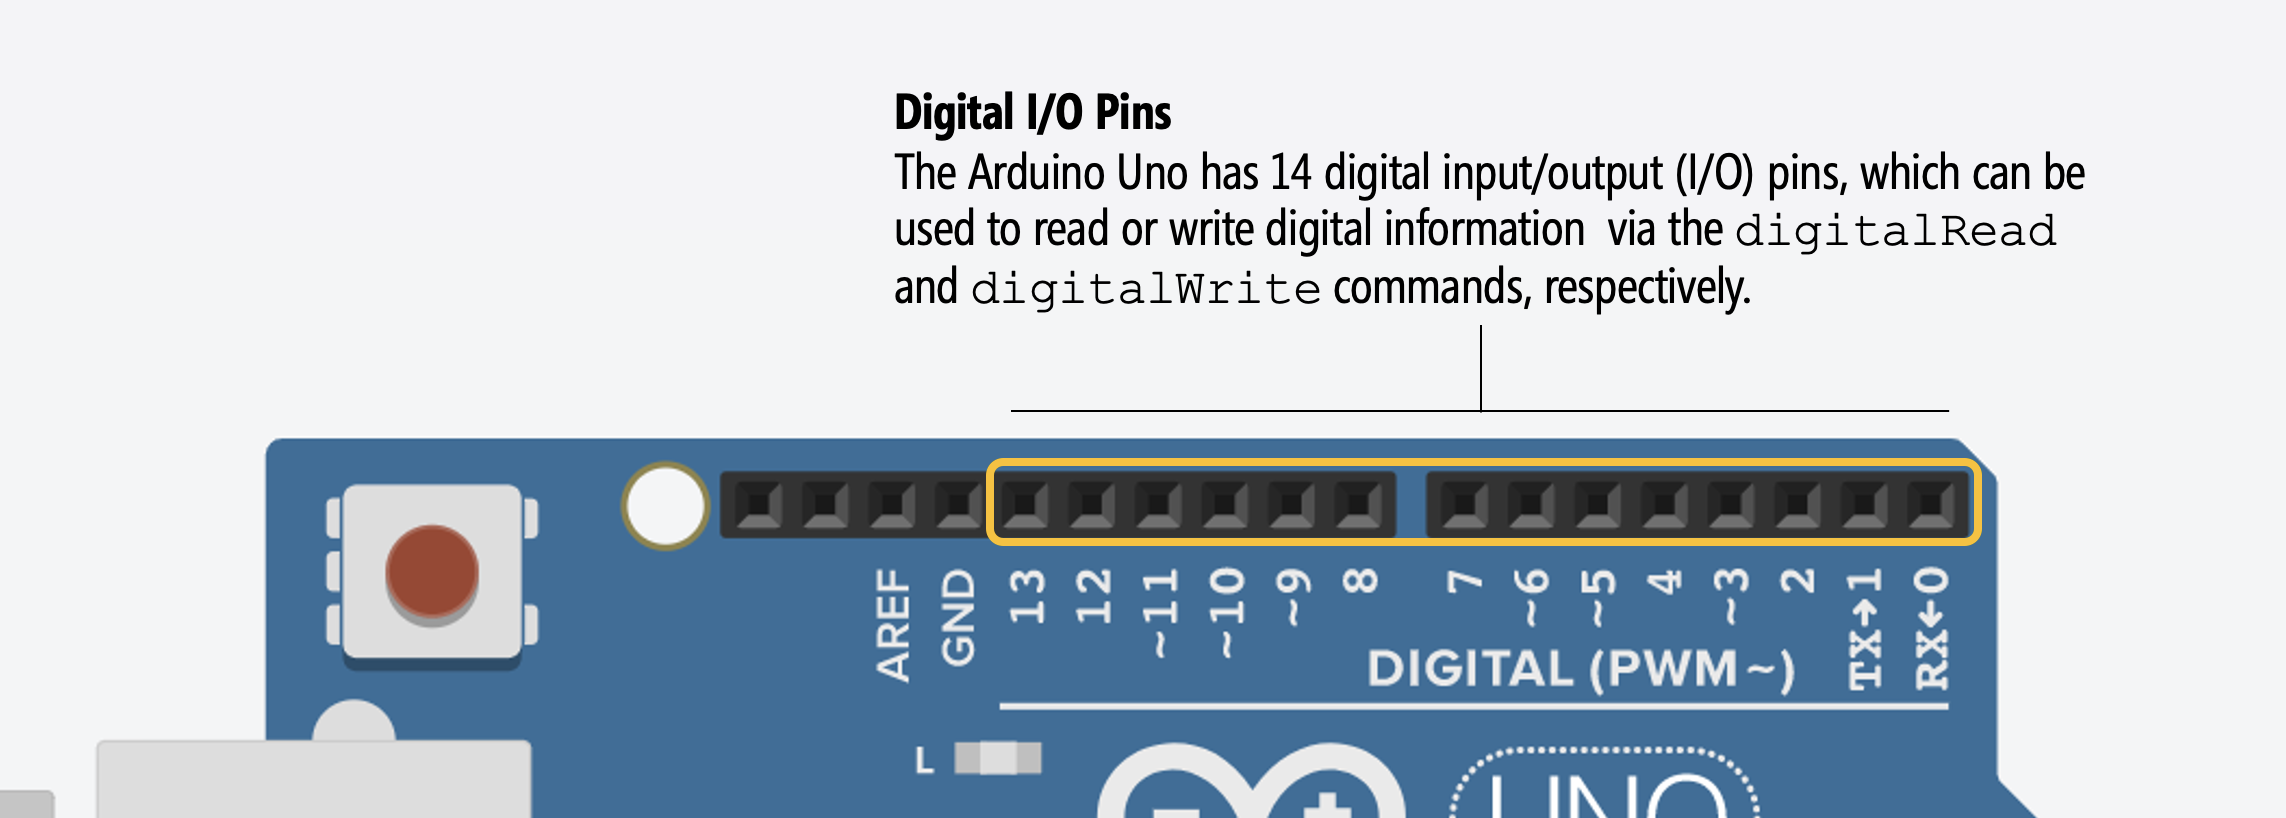 Digital I/O Pins
The Arduino Uno has 14 digital input/output (I/O) pins, which can be
used to read or write digital information via the digitalRead
and digitalWrite commands, respectively.
AREF
GND
13
12
~11
~10
~9
8
7
~6
~5
4
~3
2
TX→1
RX←0
DIGITAL (PWM~)
L
UNO